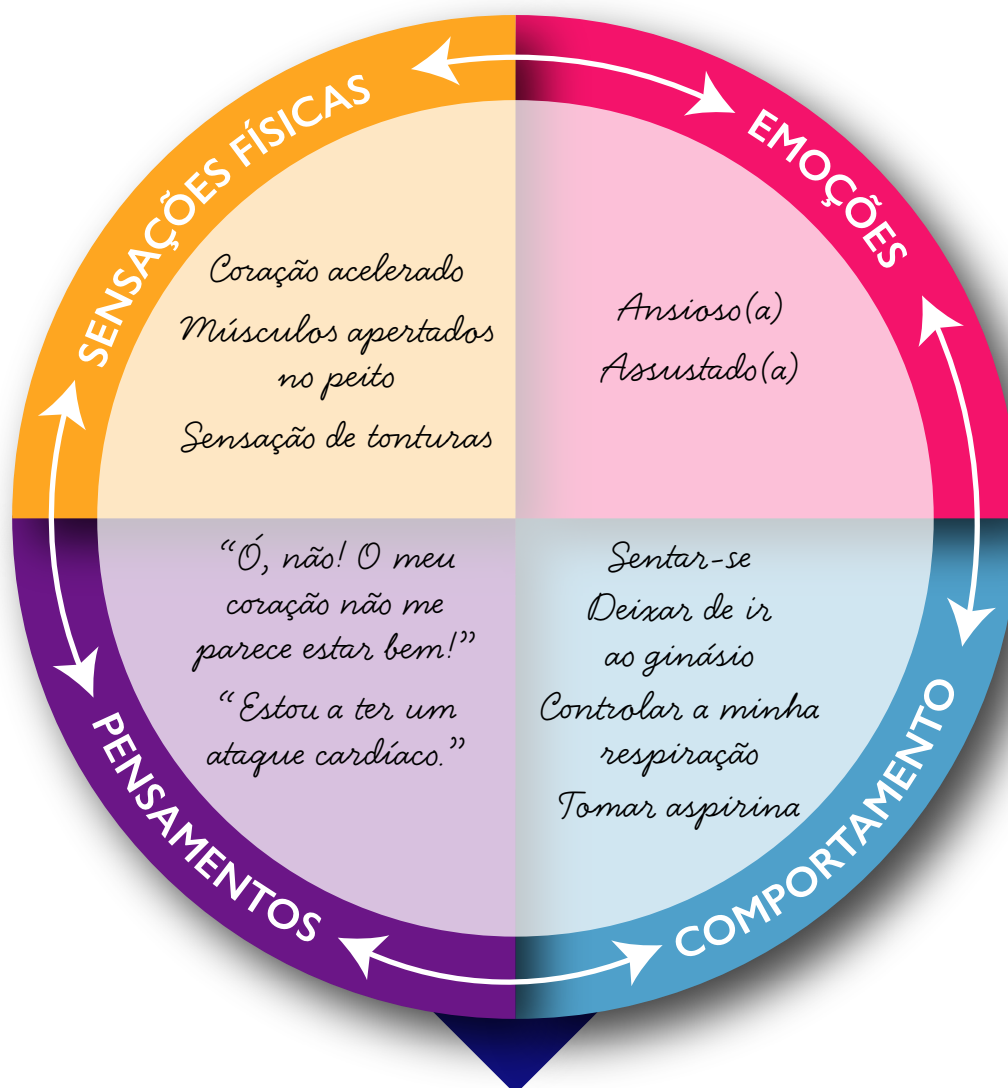 SENSAÇÕES FÍSICAS
Coração acelerado
Músculos apertados
no peito
Sensação de tonturas
EMOÇÕES
Ansioso(a)
Assustado(a)
PENSAMENTOS
“Ó, não! O meu
coração não me
parece estar bem!”
“Estou a ter um
ataque cardíaco.”
COMPORTAMENTO
Sentar-se
Deixar de ir
ao ginásio
Controlar a minha
respiração
Tomar aspirina